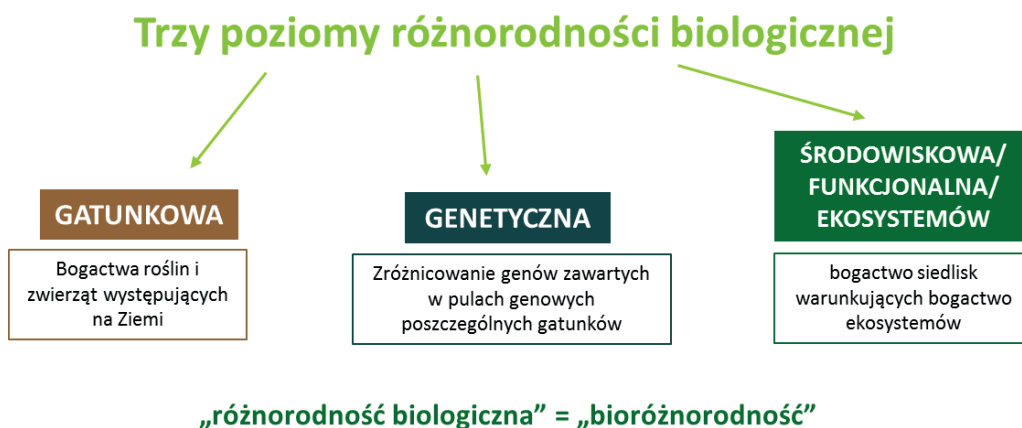 Trzy poziomy różnorodności biologicznej
GATUNKOWA
Bogactwa roślin i
zwierząt występujących
na Ziemi
GENETYCZNA
Zróżnicowanie genów zawartych
w pulach genowych
poszczególnych gatunków
ŚRODOWISKOWA/
FUNKCJONALNA/
EKOSYSTEMÓW
bogactwo siedlisk
warunkujących bogactwo
ekosystemów
„różnorodność biologiczna” = „bioróżnorodność”